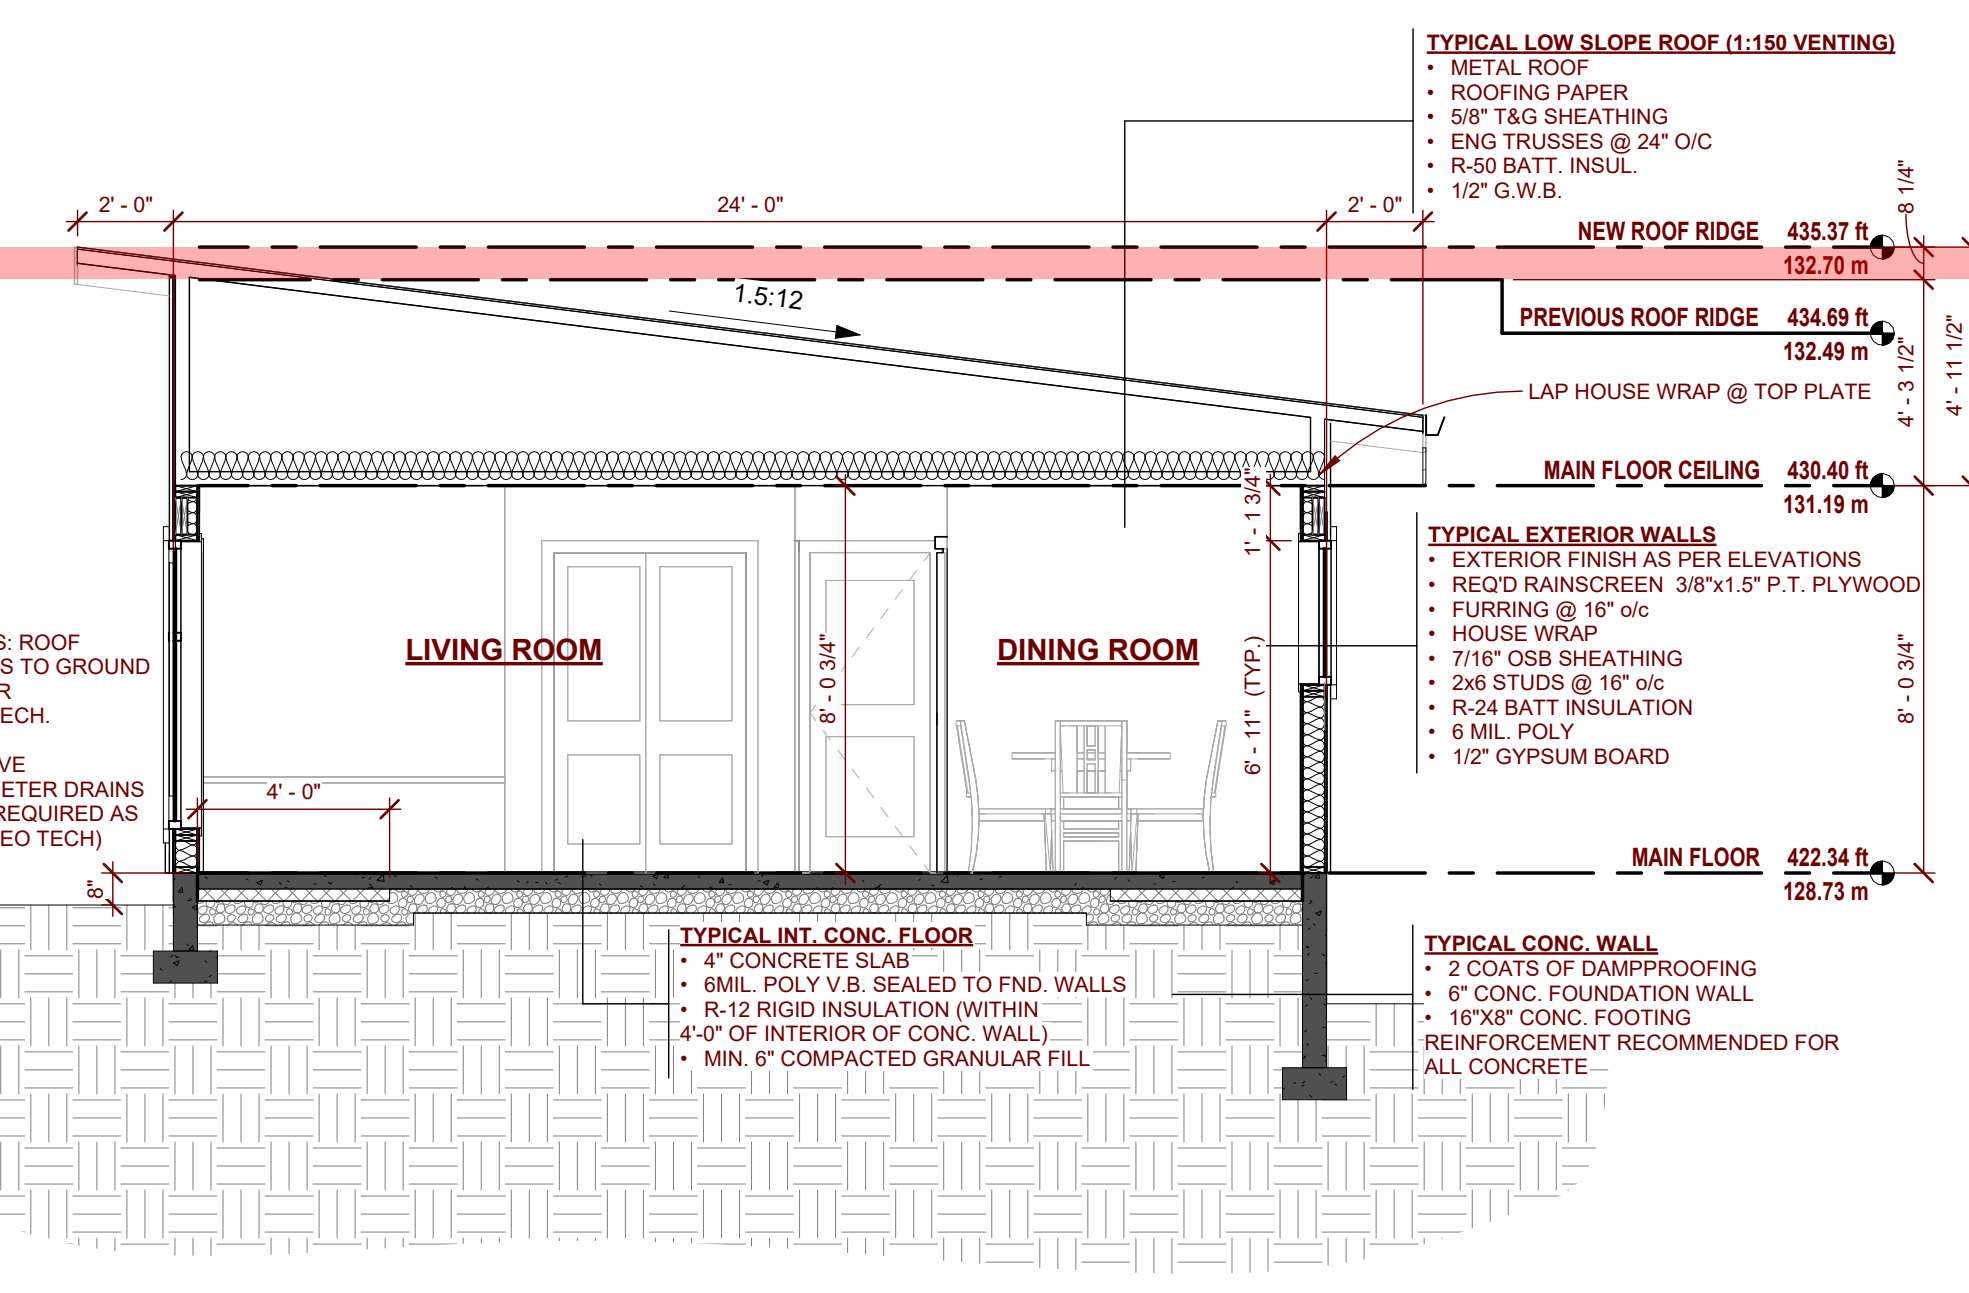 TYPICAL LOW SLOPE ROOF (1:150 VENTING)
• METAL ROOF
• ROOFING PAPER
• 5/8" T&G SHEATHING
• ENG TRUSSES @ 24" O/C
• R-50 BATT. INSUL.
• 1/2" G.W.B.
2' - 0"
24' - 0"
2' - 0"
8 1/4"
NEW ROOF RIDGE 435.37 ft
132.70 m
1.5:12
PREVIOUS ROOF RIDGE 434.69 ft
132.49 m
4' - 3 1/2"
4' - 11 1/2"
LAP HOUSE WRAP @ TOP PLATE
MAIN FLOOR CEILING 430.40 ft
131.19 m
1' - 1 3/4"
TYPICAL EXTERIOR WALLS
• EXTERIOR FINISH AS PER ELEVATIONS
• REQ'D RAINSCREEN 3/8"x1.5" P.T. PLYWOOD
• FURRING @ 16" o/c
• HOUSE WRAP
• 7/16" OSB SHEATHING
• 2x6 STUDS @ 16" o/c
• R-24 BATT INSULATION
• 6 MIL. POLY
• 1/2" GYPSUM BOARD
S: ROOF
S TO GROUND
R
ECH.
VE
ETER DRAINS
REQUIRED AS
EO TECH)
LIVING ROOM
DINING ROOM
8' - 0 3/4"
6' - 11" (TYP.)
8' - 0 3/4"
4' - 0"
8"
MAIN FLOOR 422.34 ft
128.73 m
TYPICAL INT. CONC. FLOOR
• 4" CONCRETE SLAB
• 6MIL. POLY V.B. SEALED TO FND. WALLS
• R-12 RIGID INSULATION (WITHIN
4'-0" OF INTERIOR OF CONC. WALL)
• MIN. 6" COMPACTED GRANULAR FILL
TYPICAL CONC. WALL
• 2 COATS OF DAMPPROOFING
• 6" CONC. FOUNDATION WALL
• 16"X8" CONC. FOOTING
REINFORCEMENT RECOMMENDED FOR
ALL CONCRETE